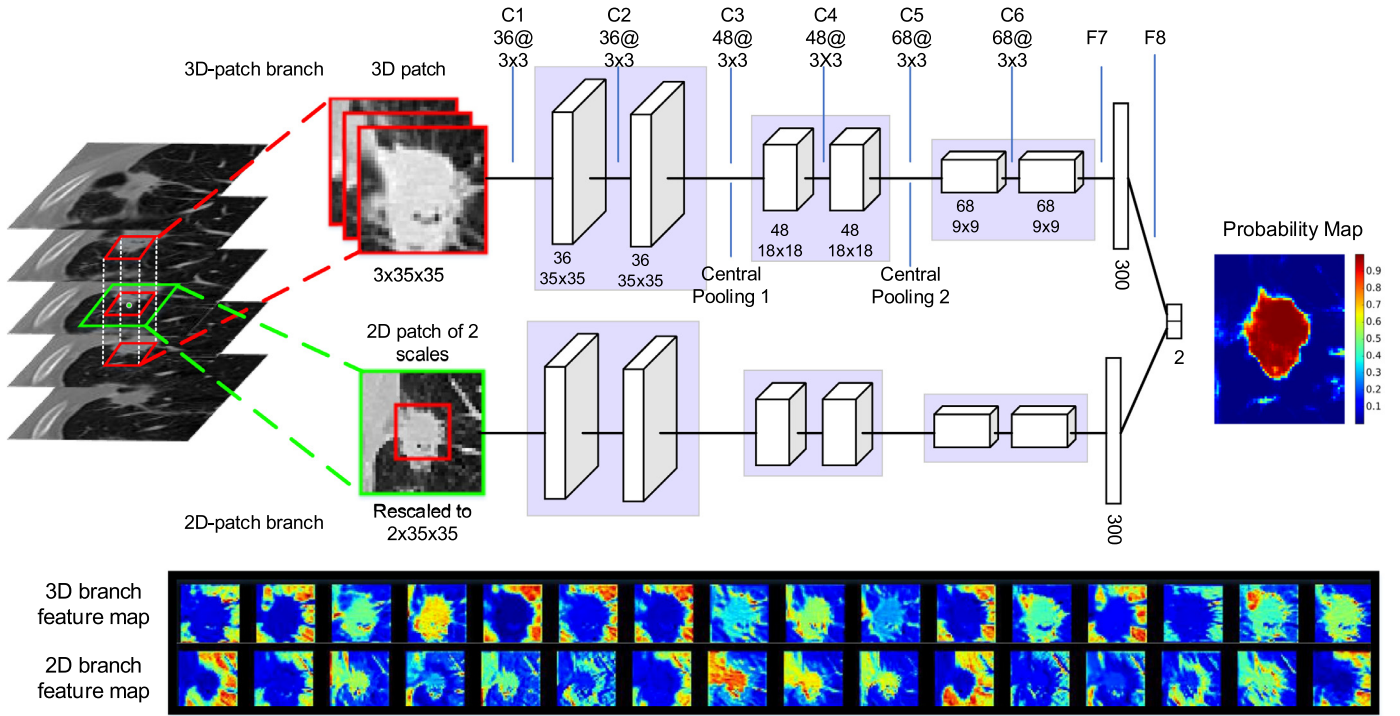 C1
36@
3x3
C2
36@
3x3
C3
48@
3x3
C4
48@
3X3
C5
68@
3x3
C6
68@
3x3
F7
F8
3D-patch branch
3D patch
3x35x35
36
35x35
36
35x35
48
18x18
48
18x18
68
9x9
68
9x9
Central
Pooling 1
Central
Pooling 2
300
2D patch of 2
scales
Rescaled to
2x35x35
2D-patch branch
300
2
Probability Map
0.9
0.8
0.7
0.6
0.5
0.4
0.3
0.2
0.1
3D branch
feature map
2D branch
feature map